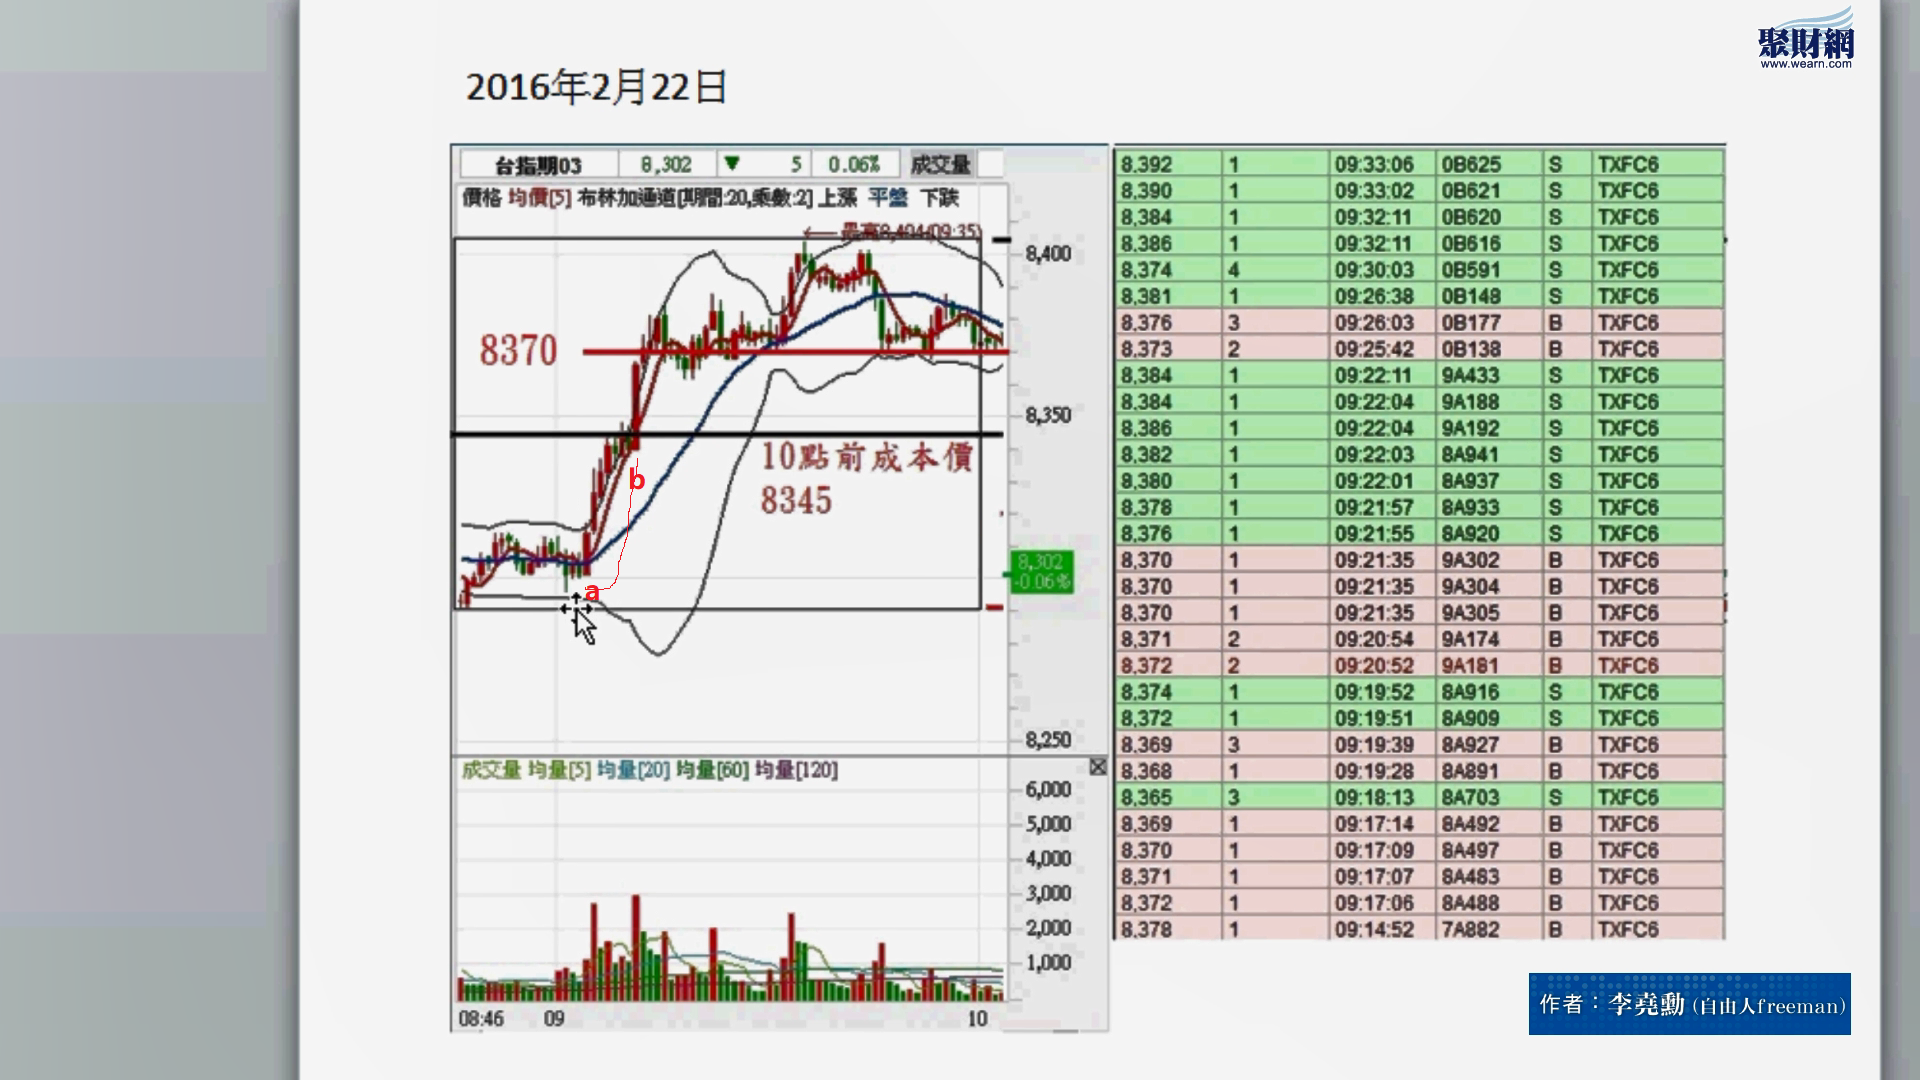 聚財網
www.wearn.com
2016年2月22日
台指期03 8,302 ▼ 5 0.06% 成交量
價格 均價[5] 布林加通道[期間:20,乘數:2] 上漲 平盤 下跌
←最高8,404(09:35)
8,400
8370
8,350
10點前成本價
8345
b
8,302
-0.06%
a
8,250
成交量 均量[5] 均量[20] 均量[60] 均量[120]
6,000
5,000
4,000
3,000
2,000
1,000
08:46 09 10
8,392 1 09:33:06 0B625 S TXFC6
8,390 1 09:33:02 0B621 S TXFC6
8,384 1 09:32:11 0B620 S TXFC6
8,386 1 09:32:11 0B616 S TXFC6
8,374 4 09:30:03 0B591 S TXFC6
8,381 1 09:26:38 0B148 S TXFC6
8,376 3 09:26:03 0B177 B TXFC6
8,373 2 09:25:42 0B138 B TXFC6
8,384 1 09:22:11 9A433 S TXFC6
8,384 1 09:22:04 9A188 S TXFC6
8,386 1 09:22:04 9A192 S TXFC6
8,382 1 09:22:03 8A941 S TXFC6
8,380 1 09:22:01 8A937 S TXFC6
8,378 1 09:21:57 8A933 S TXFC6
8,376 1 09:21:55 8A920 S TXFC6
8,370 1 09:21:35 9A302 B TXFC6
8,370 1 09:21:35 9A304 B TXFC6
8,370 1 09:21:35 9A305 B TXFC6
8,371 2 09:20:54 9A174 B TXFC6
8,372 2 09:20:52 9A181 B TXFC6
8,374 1 09:19:52 8A916 S TXFC6
8,372 1 09:19:51 8A909 S TXFC6
8,369 3 09:19:39 8A927 B TXFC6
8,368 1 09:19:28 8A891 B TXFC6
8,365 3 09:18:13 8A703 S TXFC6
8,369 1 09:17:14 8A492 B TXFC6
8,370 1 09:17:09 8A497 B TXFC6
8,371 1 09:17:07 8A483 B TXFC6
8,372 1 09:17:06 8A488 B TXFC6
8,378 1 09:14:52 7A882 B TXFC6
作者：李堯勳 (自由人freeman)